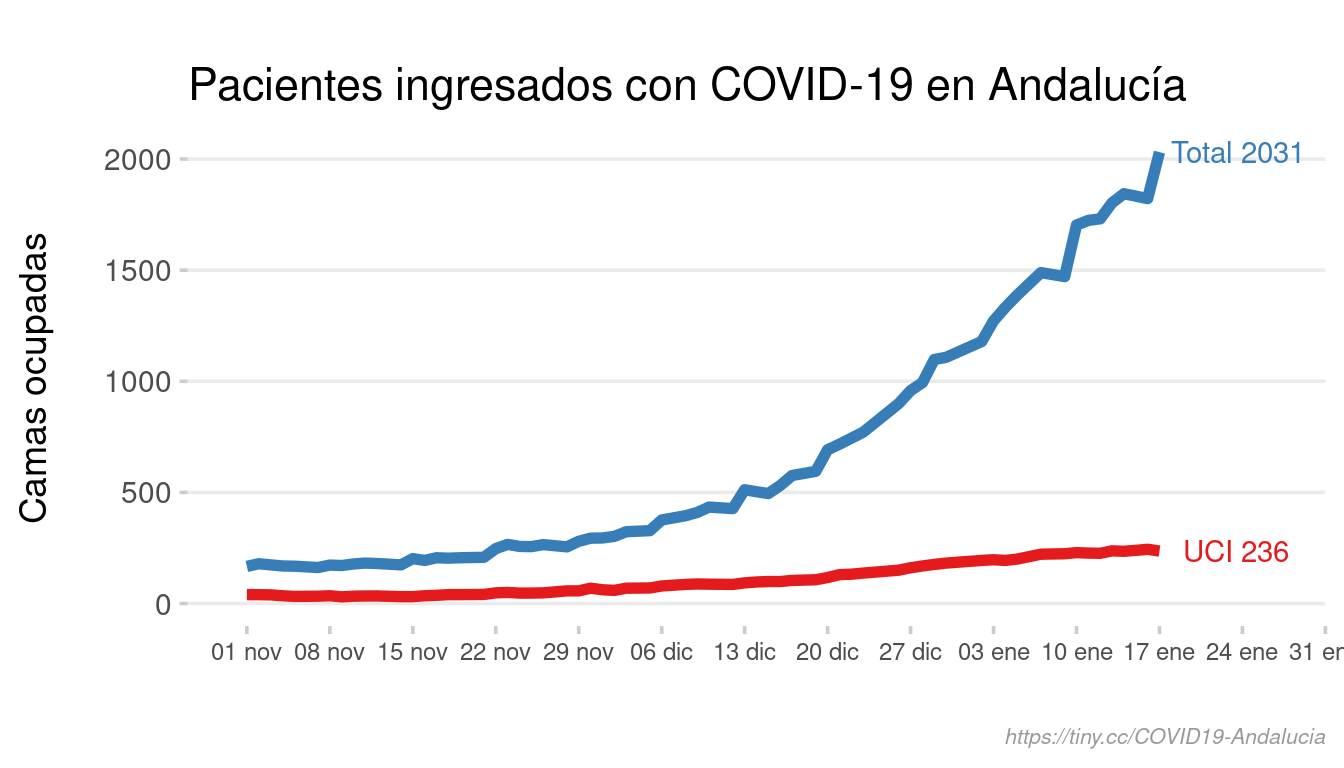 Pacientes ingresados con COVID-19 en Andalucía
Camas ocupadas
2000
1500
1000
500
0
Total 2031
UCI 236
01 nov 08 nov 15 nov 22 nov 29 nov 06 dic 13 dic 20 dic 27 dic 03 ene 10 ene 17 ene 24 ene 31 en
https://tiny.cc/COVID19-Andalucia